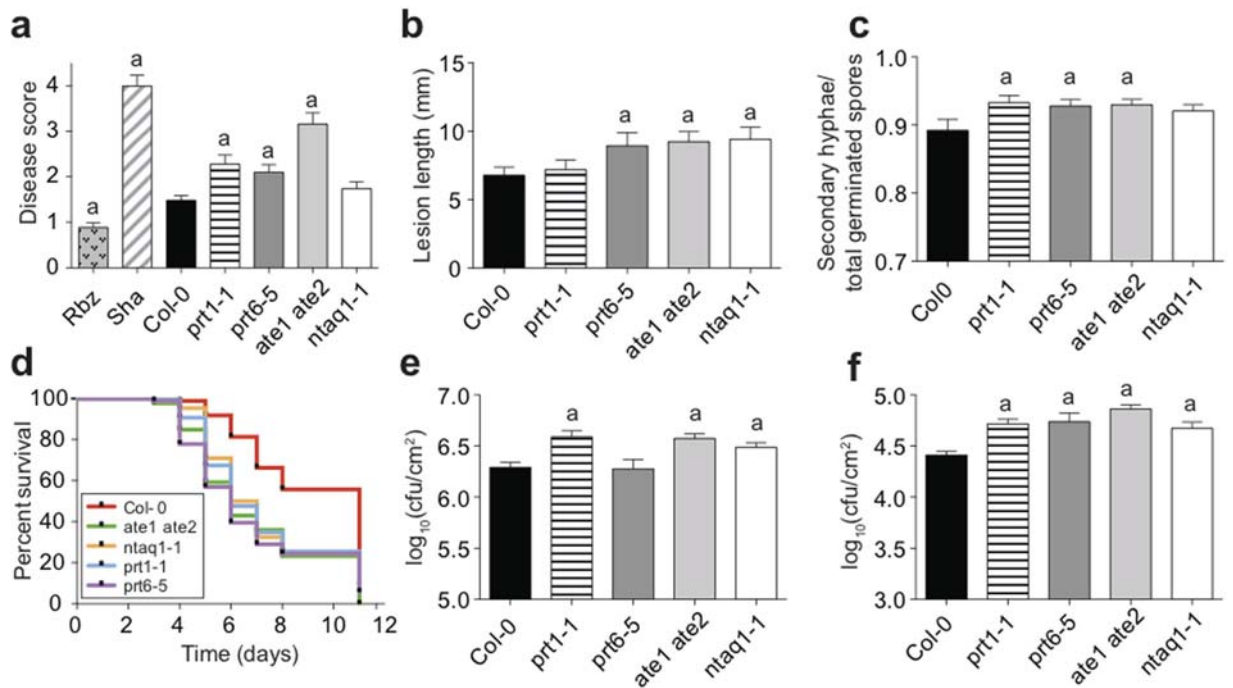 a
Disease score
4
3
2
1
0
a
a
a
a
a
Rbz
Sha
Col-0
prt1-1
prt6-5
ate1 ate2
ntaq1-1
b
Lesion length (mm)
15
10
5
0
a
a
a
Col-0
prt1-1
prt6-5
ate1 ate2
ntaq1-1
c
Secondary hyphae/
total germinated spores
1.0
0.9
0.8
0.7
a
a
a
Col0
prt1-1
prt6-5
ate1 ate2
ntaq1-1
d
Percent survival
100
80
60
40
20
0
Col- 0
ate1 ate2
ntaq1-1
prt1-1
prt6-5
0 2 4 6 8 10 12
Time (days)
e
log10(cfu/cm²)
7.0
6.5
6.0
5.5
5.0
a
a
a
Col-0
prt1-1
prt6-5
ate1 ate2
ntaq1-1
f
log10(cfu/cm²)
5.0
4.5
4.0
3.5
3.0
a
a
a
a
Col-0
prt1-1
prt6-5
ate1 ate2
ntaq1-1